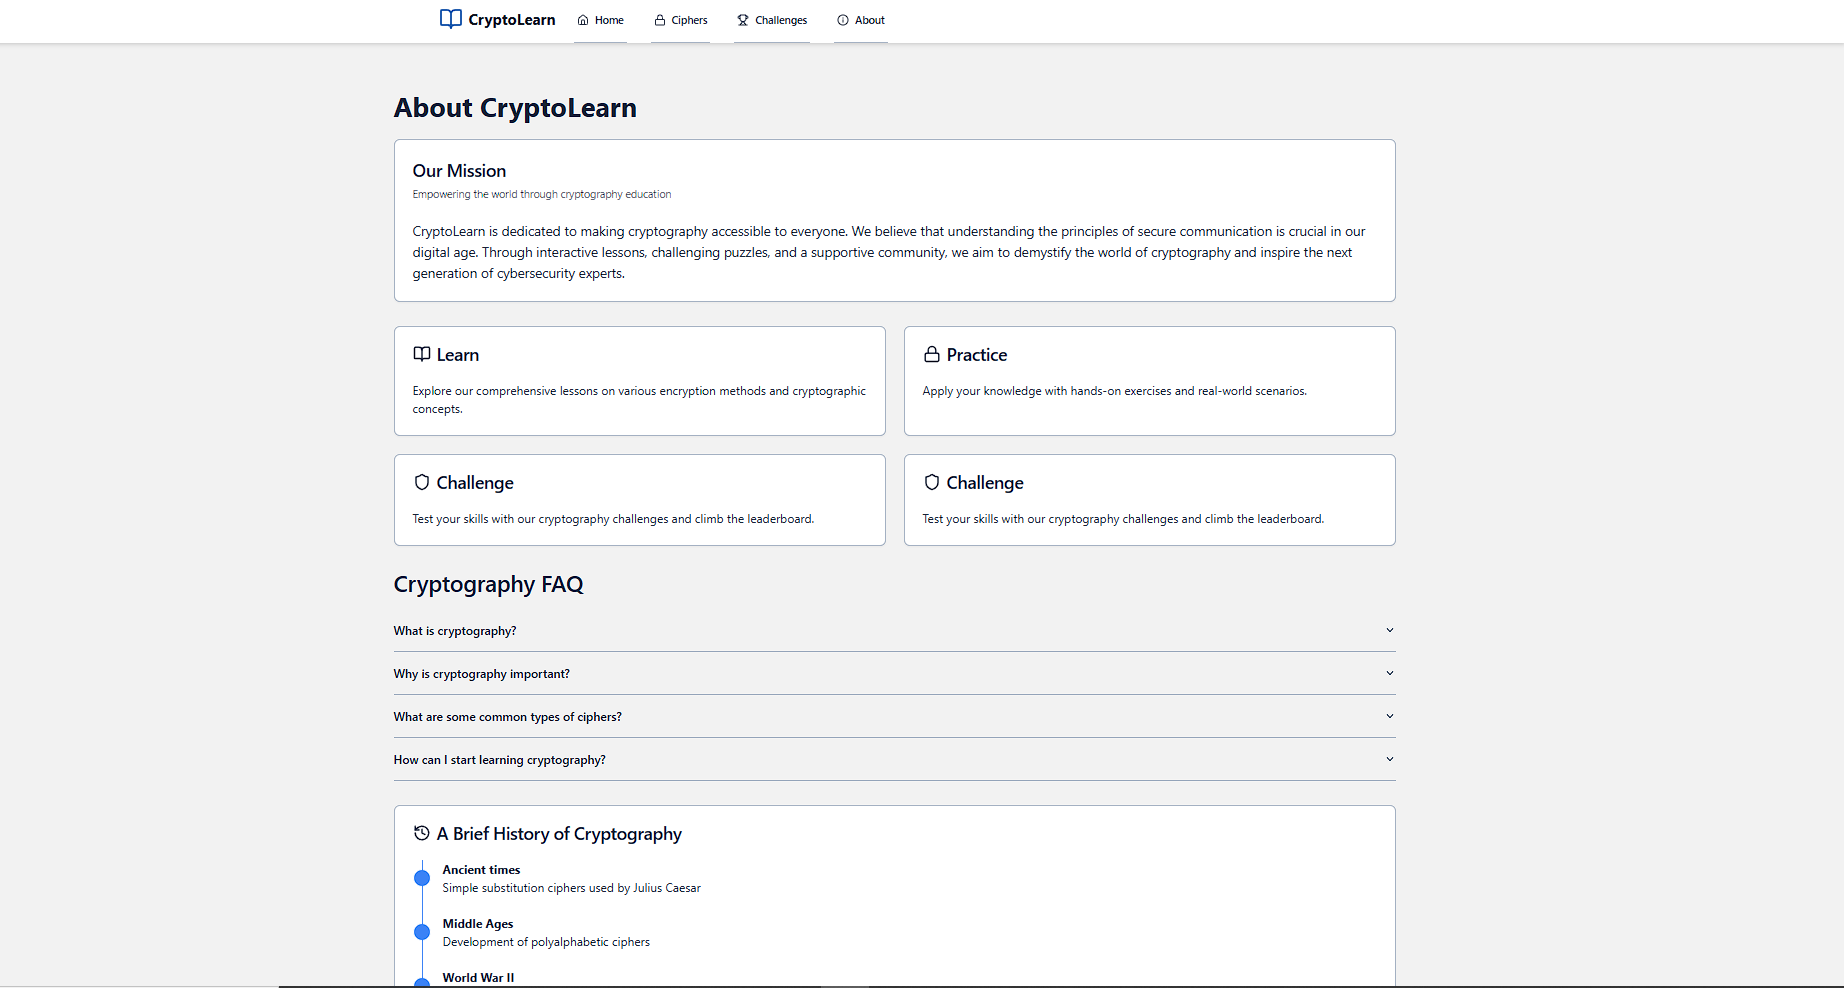 CryptoLearn
Home
Ciphers
Challenges
About
About CryptoLearn
Our Mission
Empowering the world through cryptography education
CryptoLearn is dedicated to making cryptography accessible to everyone. We believe that understanding the principles of secure communication is crucial in our
digital age. Through interactive lessons, challenging puzzles, and a supportive community, we aim to demystify the world of cryptography and inspire the next
generation of cybersecurity experts.
Learn
Explore our comprehensive lessons on various encryption methods and cryptographic
concepts.
Practice
Apply your knowledge with hands-on exercises and real-world scenarios.
Challenge
Test your skills with our cryptography challenges and climb the leaderboard.
Challenge
Test your skills with our cryptography challenges and climb the leaderboard.
Cryptography FAQ
What is cryptography?
Why is cryptography important?
What are some common types of ciphers?
How can I start learning cryptography?
A Brief History of Cryptography
Ancient times
Simple substitution ciphers used by Julius Caesar
Middle Ages
Development of polyalphabetic ciphers
World War II